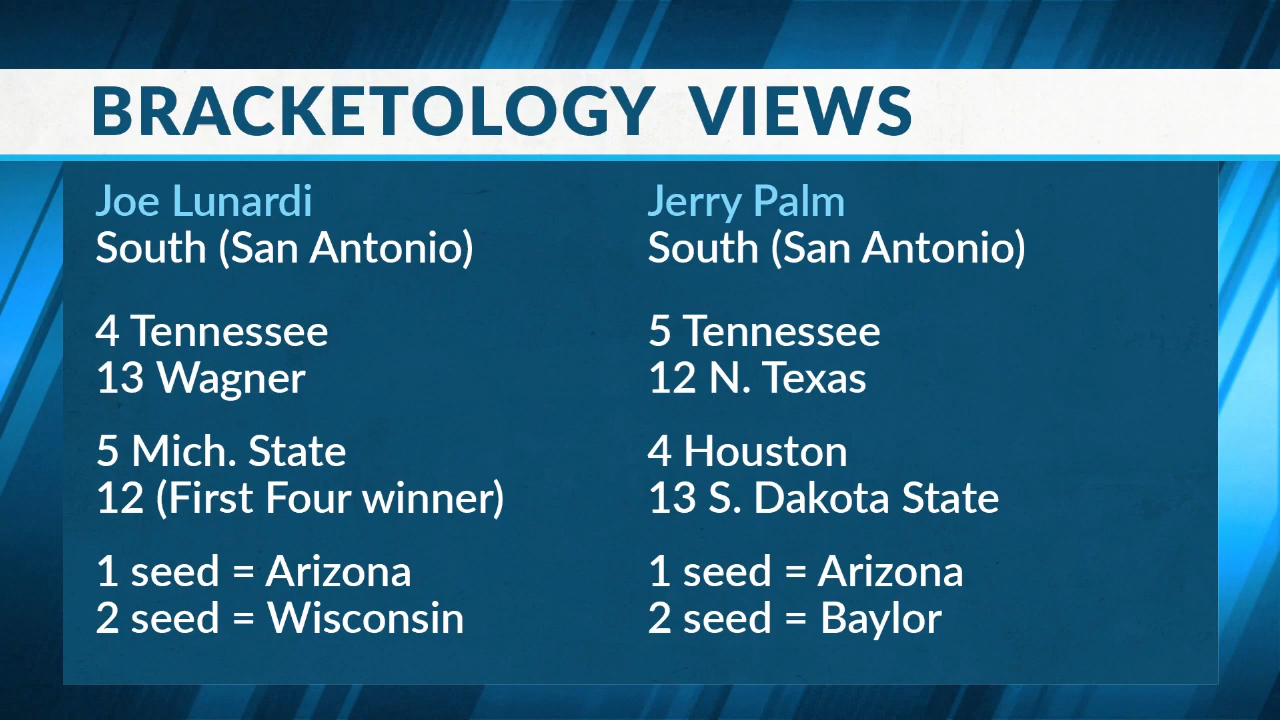 BRACKETOLOGY VIEWS
Joe Lunardi
South (San Antonio)
4 Tennessee
13 Wagner
5 Mich. State
12 (First Four winner)
1 seed = Arizona
2 seed = Wisconsin
Jerry Palm
South (San Antonio)
5 Tennessee
12 N. Texas
4 Houston
13 S. Dakota State
1 seed = Arizona
2 seed = Baylor